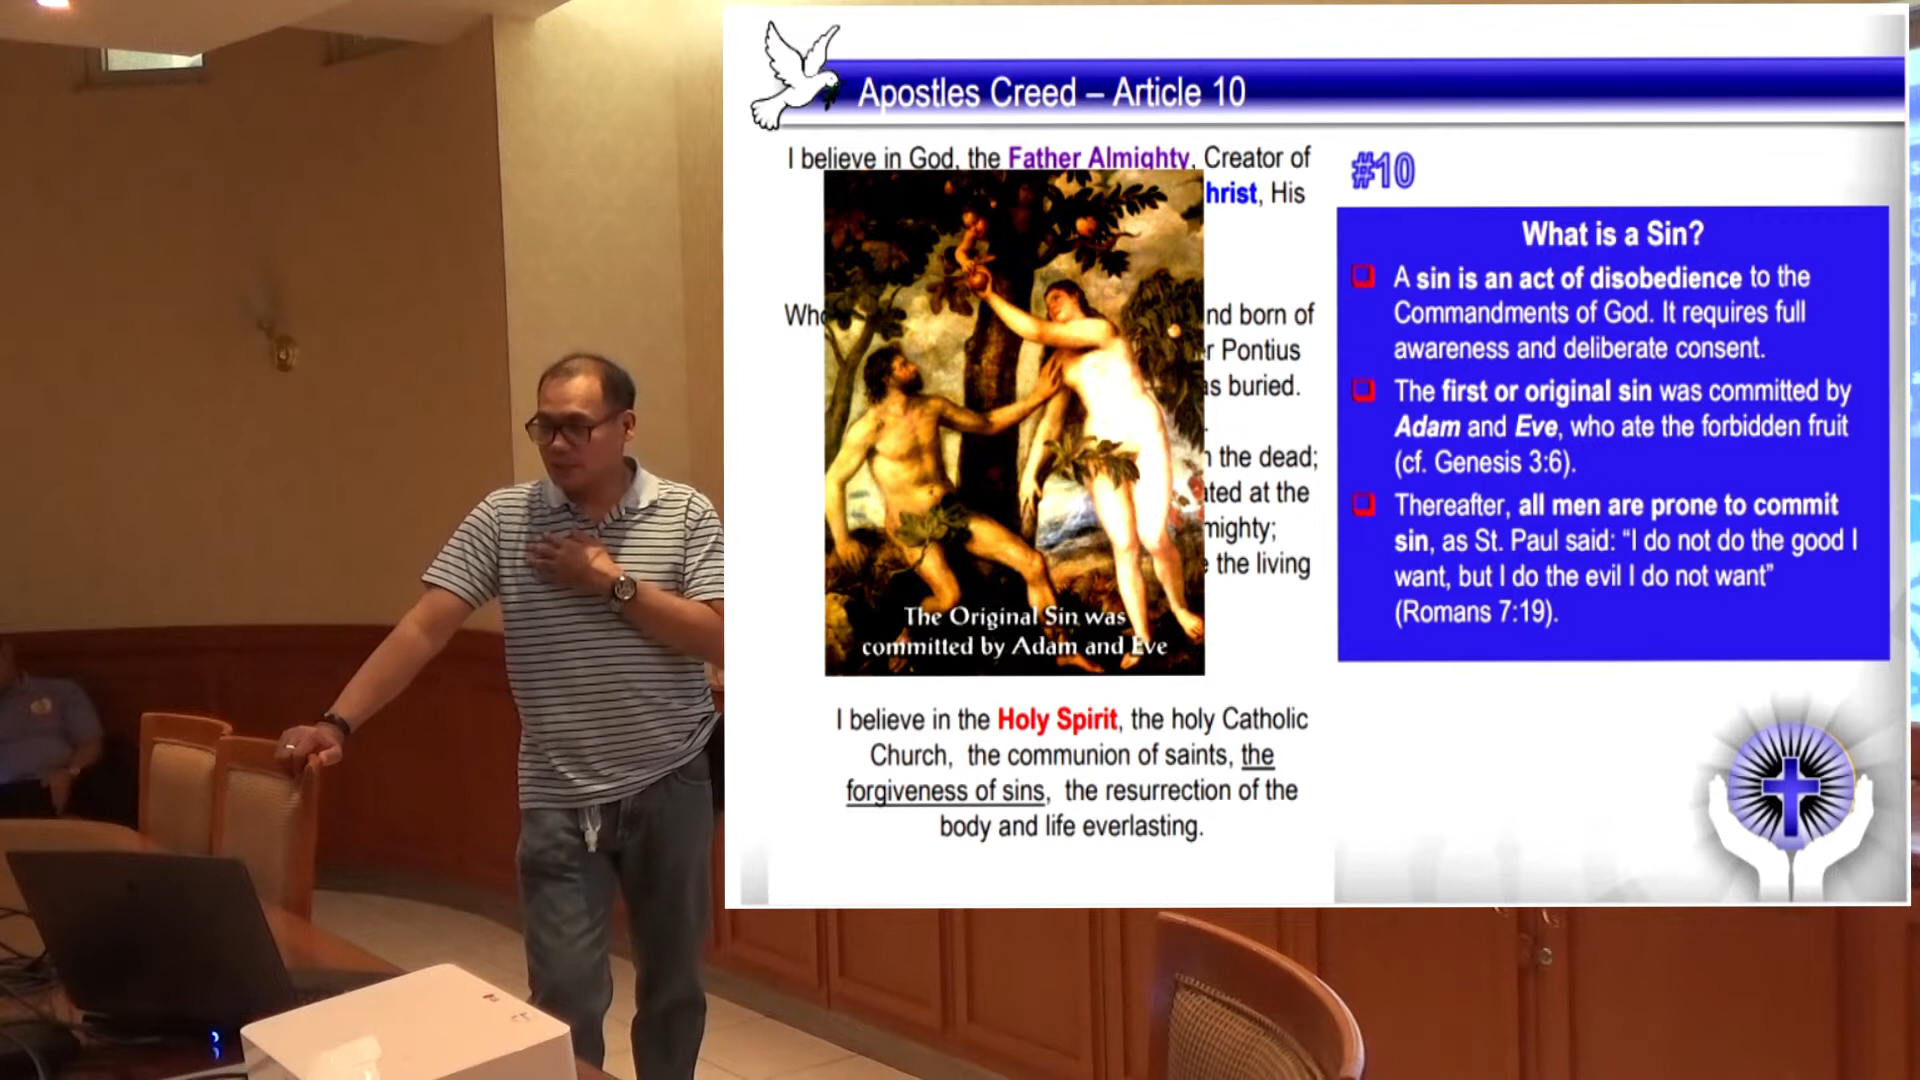 Apostles Creed – Article 10
I believe in God, the Father Almighty, Creator of
hrist, His
nd born of
r Pontius
as buried.
the dead;
ated at the
mighty;
the living
The Original Sin was
committed by Adam and Eve
I believe in the Holy Spirit, the holy Catholic
Church, the communion of saints, the
forgiveness of sins, the resurrection of the
body and life everlasting.
#10
What is a Sin?
A sin is an act of disobedience to the
Commandments of God. It requires full
awareness and deliberate consent.
The first or original sin was committed by
Adam and Eve, who ate the forbidden fruit
(cf. Genesis 3:6).
Thereafter, all men are prone to commit
sin, as St. Paul said: “I do not do the good I
want, but I do the evil I do not want”
(Romans 7:19).